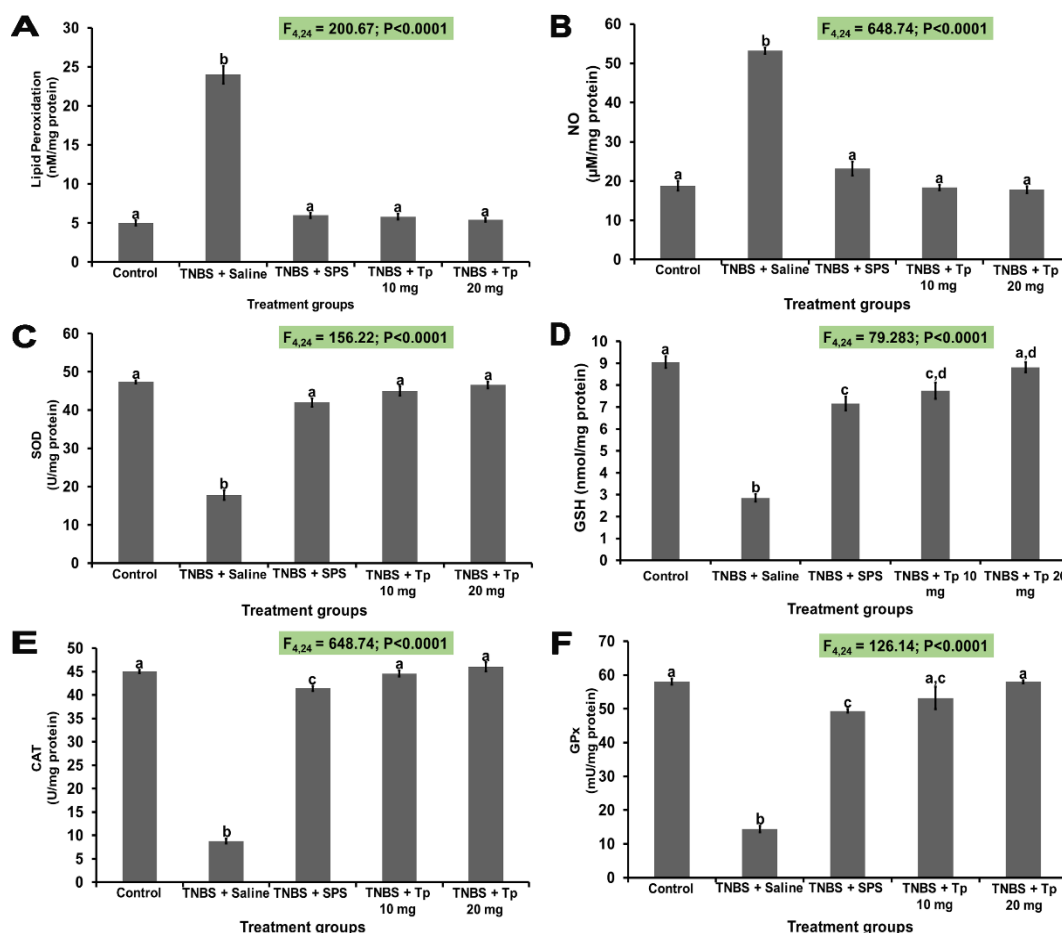 A
F4,24 = 200.67; P<0.0001
Lipid Peroxidation
(nM/mg protein)
30
25
20
15
10
5
0
a
b
a
a
a
Control
TNBS + Saline
TNBS + SPS
TNBS + Tp
10 mg
TNBS + Tp
20 mg
Treatment groups
B
F4,24 = 648.74; P<0.0001
NO
(µM/mg protein)
60
50
40
30
20
10
0
a
b
a
a
a
Control
TNBS + Saline
TNBS + SPS
TNBS + Tp
10 mg
TNBS + Tp
20 mg
Treatment groups
C
F4,24 = 156.22; P<0.0001
SOD
(U/mg protein)
60
50
40
30
20
10
0
a
b
a
a
a
Control
TNBS + Saline
TNBS + SPS
TNBS + Tp
10 mg
TNBS + Tp
20 mg
Treatment groups
D
F4,24 = 79.283; P<0.0001
GSH (nmol/mg protein)
10
9
8
7
6
5
4
3
2
1
0
a
b
c
c,d
a,d
Control
TNBS + Saline
TNBS + SPS
TNBS + Tp 10
mg
TNBS + Tp 20
mg
Treatment groups
E
F4,24 = 648.74; P<0.0001
CAT
(U/mg protein)
50
45
40
35
30
25
20
15
10
5
0
a
b
c
a
a
Control
TNBS + Saline
TNBS + SPS
TNBS + Tp
10 mg
TNBS + Tp
20 mg
Treatment groups
F
F4,24 = 126.14; P<0.0001
GPx
(mU/mg protein)
70
60
50
40
30
20
10
0
a
b
c
a,c
a
Control
TNBS + Saline
TNBS + SPS
TNBS + Tp
10 mg
TNBS + Tp
20 mg
Treatment groups